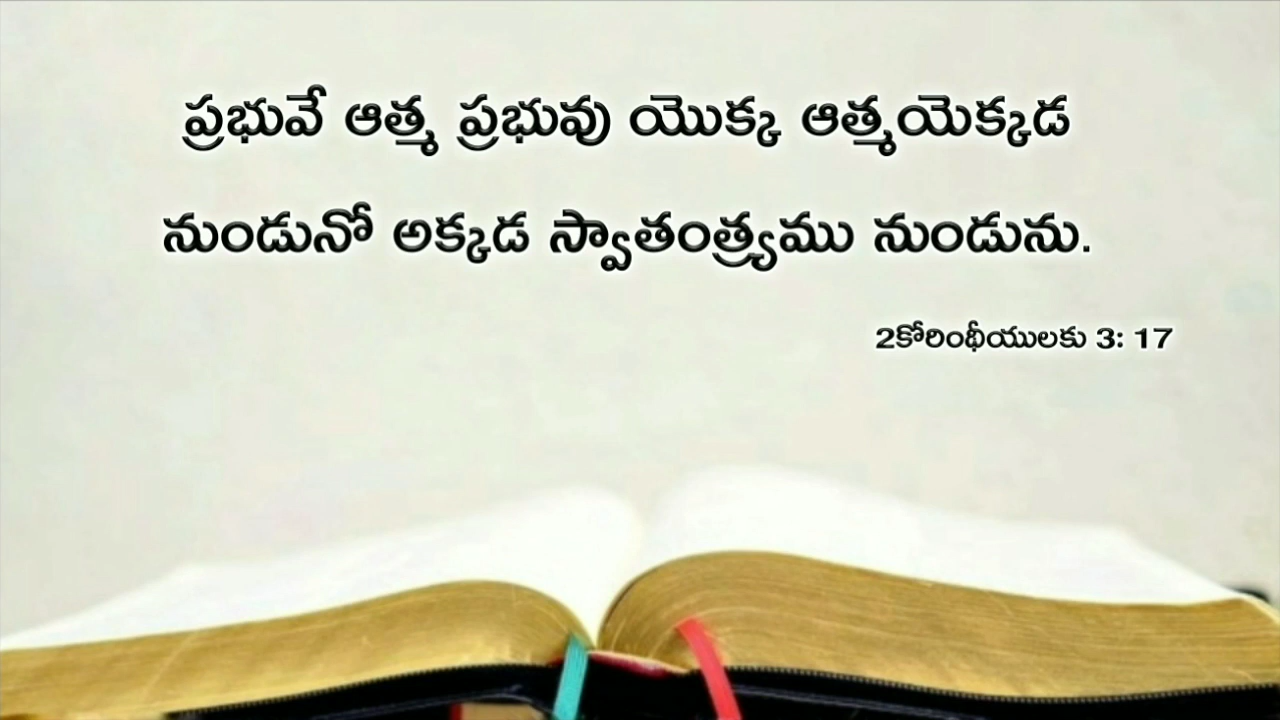 ప్రభువే ఆత్మ ప్రభువు యొక్క ఆత్మయెక్కడ
నుండునో అక్కడ స్వాతంత్ర్యము నుండును.
2కోరింథీయులకు 3: 17